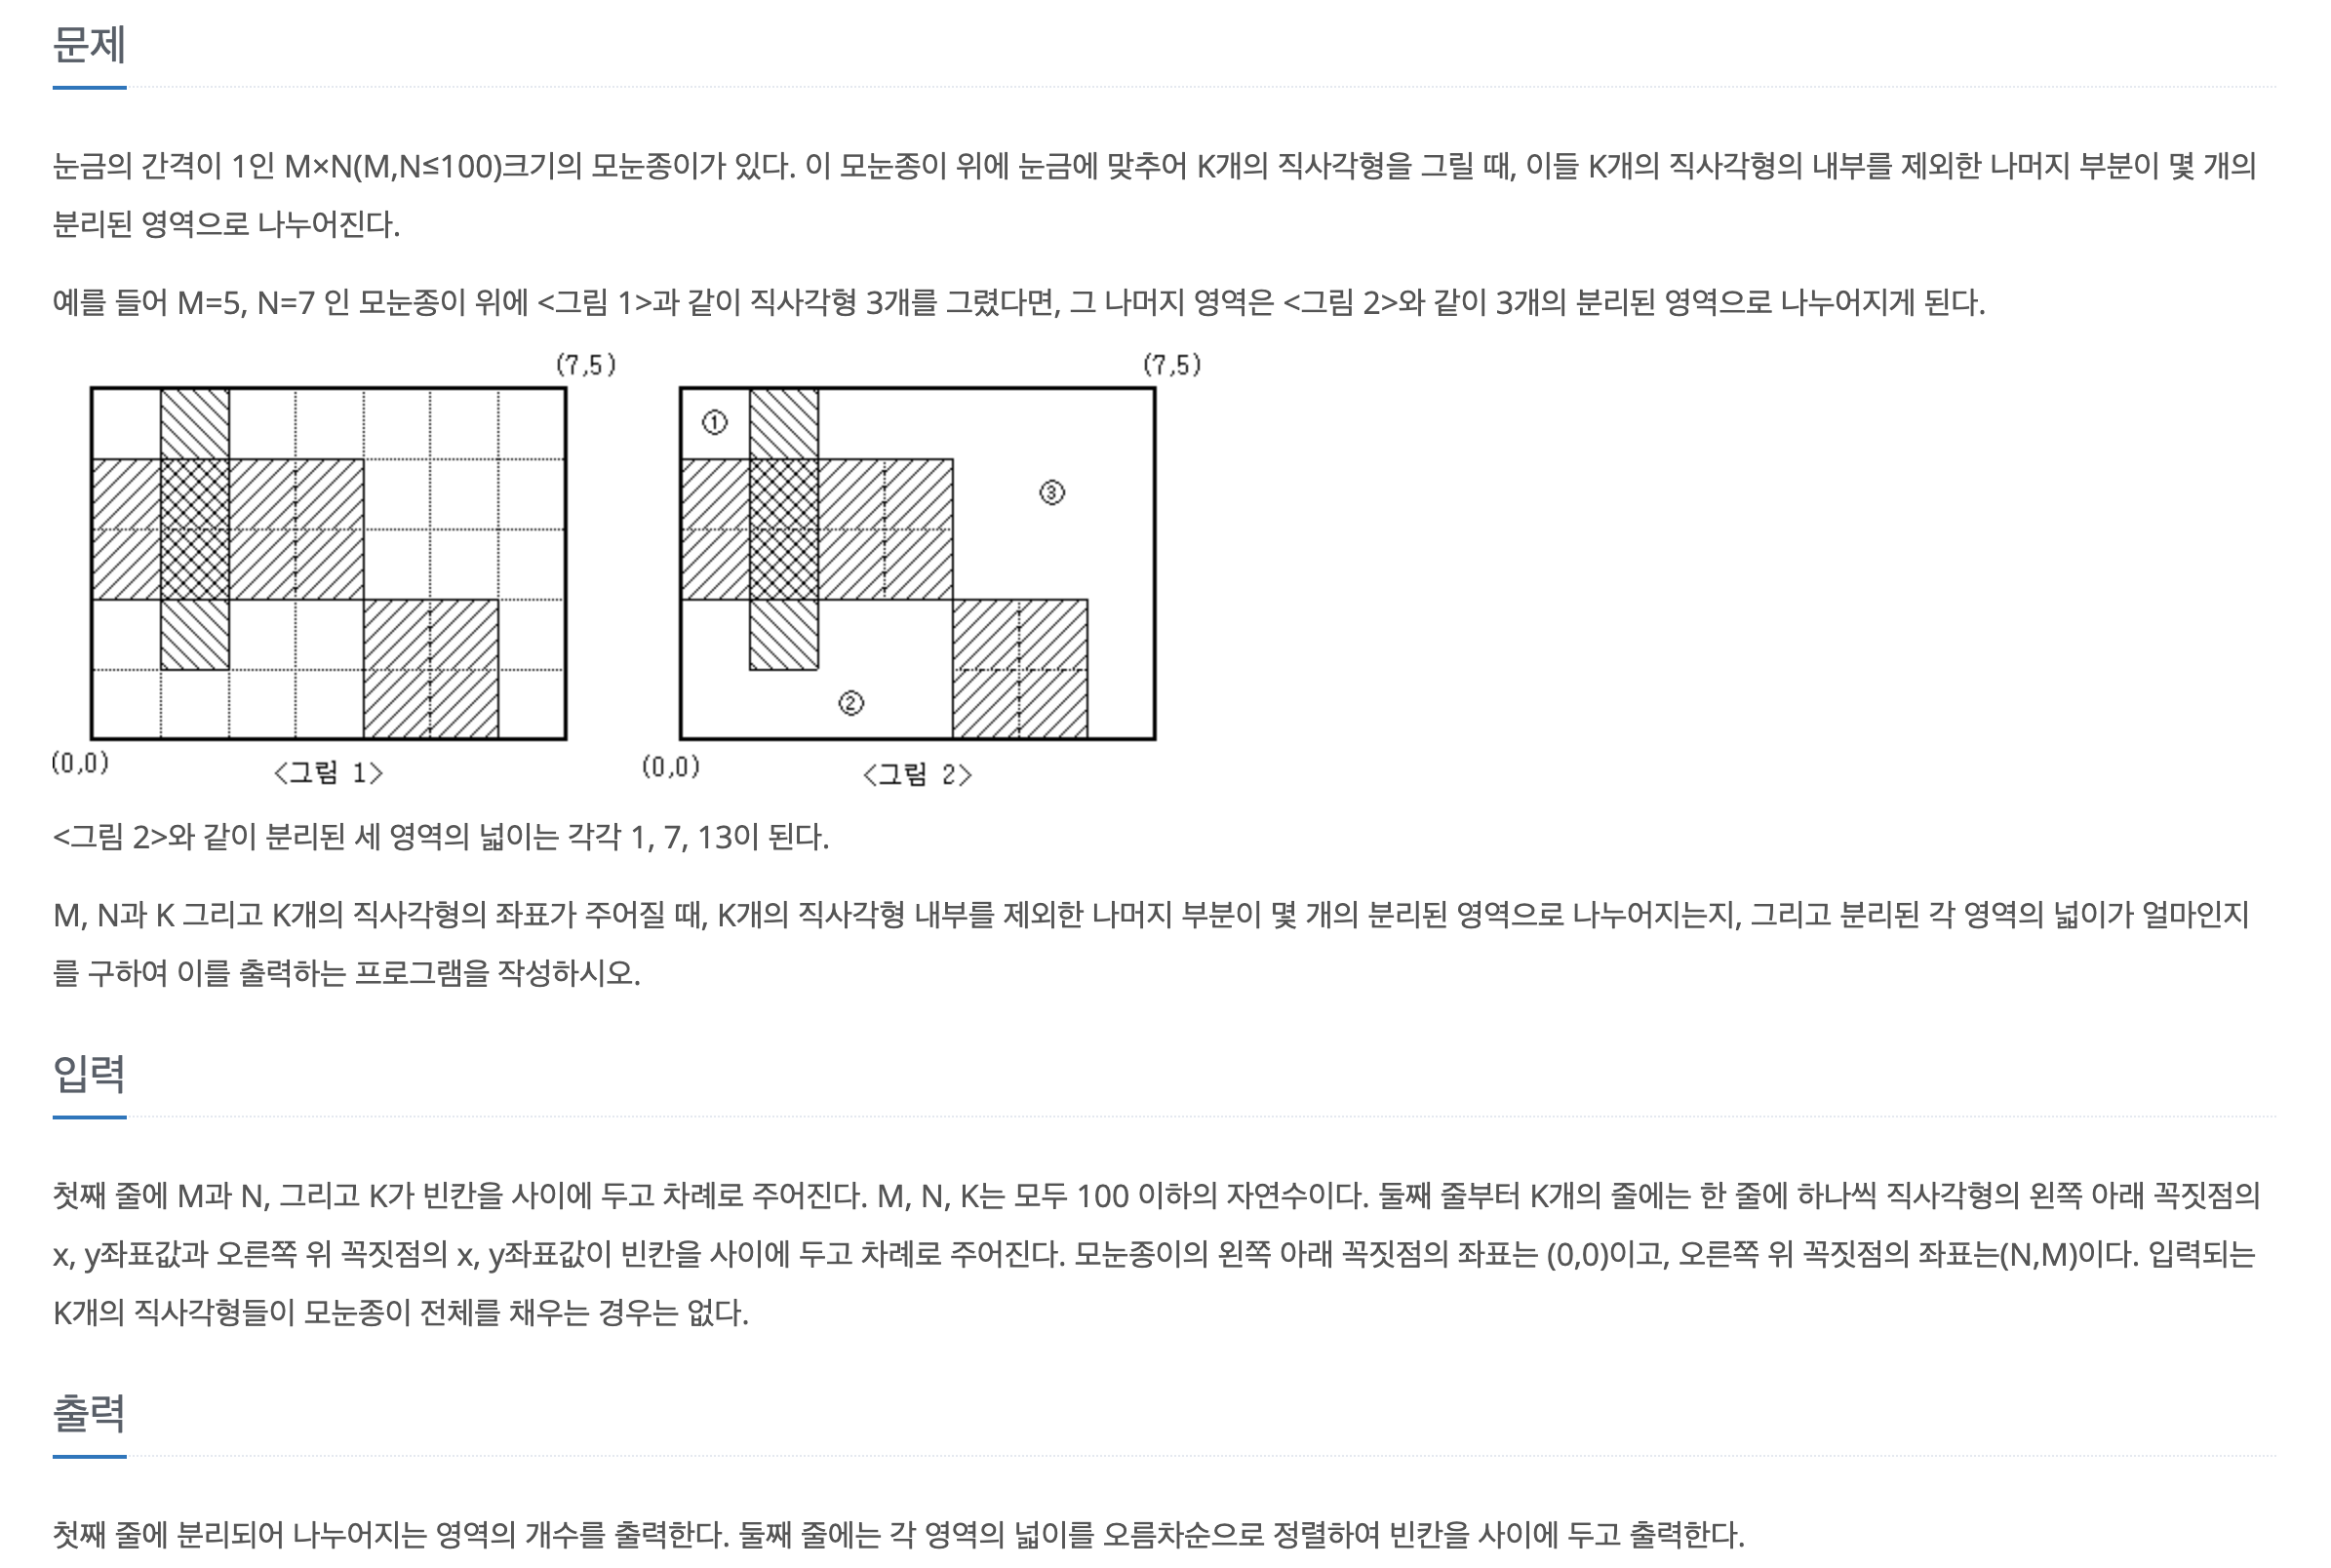 문제
눈금의 간격이 1인 M×N(M,N≤100)크기의 모눈종이가 있다. 이 모눈종이 위에 눈금에 맞추어 K개의 직사각형을 그릴 때, 이들 K개의 직사각형의 내부를 제외한 나머지 부분이 몇 개의
분리된 영역으로 나누어진다.
예를 들어 M=5, N=7 인 모눈종이 위에 <그림 1>과 같이 직사각형 3개를 그렸다면, 그 나머지 영역은 <그림 2>와 같이 3개의 분리된 영역으로 나누어지게 된다.
(7,5) (7,5)
①
③
②
(0,0) <그림 1> (0,0) <그림 2>
<그림 2>와 같이 분리된 세 영역의 넓이는 각각 1, 7, 13이 된다.
M, N과 K 그리고 K개의 직사각형의 좌표가 주어질 때, K개의 직사각형 내부를 제외한 나머지 부분이 몇 개의 분리된 영역으로 나누어지는지, 그리고 분리된 각 영역의 넓이가 얼마인지
를 구하여 이를 출력하는 프로그램을 작성하시오.
입력
첫째 줄에 M과 N, 그리고 K가 빈칸을 사이에 두고 차례로 주어진다. M, N, K는 모두 100 이하의 자연수이다. 둘째 줄부터 K개의 줄에는 한 줄에 하나씩 직사각형의 왼쪽 아래 꼭짓점의
x, y좌표값과 오른쪽 위 꼭짓점의 x, y좌표값이 빈칸을 사이에 두고 차례로 주어진다. 모눈종이의 왼쪽 아래 꼭짓점의 좌표는 (0,0)이고, 오른쪽 위 꼭짓점의 좌표는(N,M)이다. 입력되는
K개의 직사각형들이 모눈종이 전체를 채우는 경우는 없다.
출력
첫째 줄에 분리되어 나누어지는 영역의 개수를 출력한다. 둘째 줄에는 각 영역의 넓이를 오름차순으로 정렬하여 빈칸을 사이에 두고 출력한다.